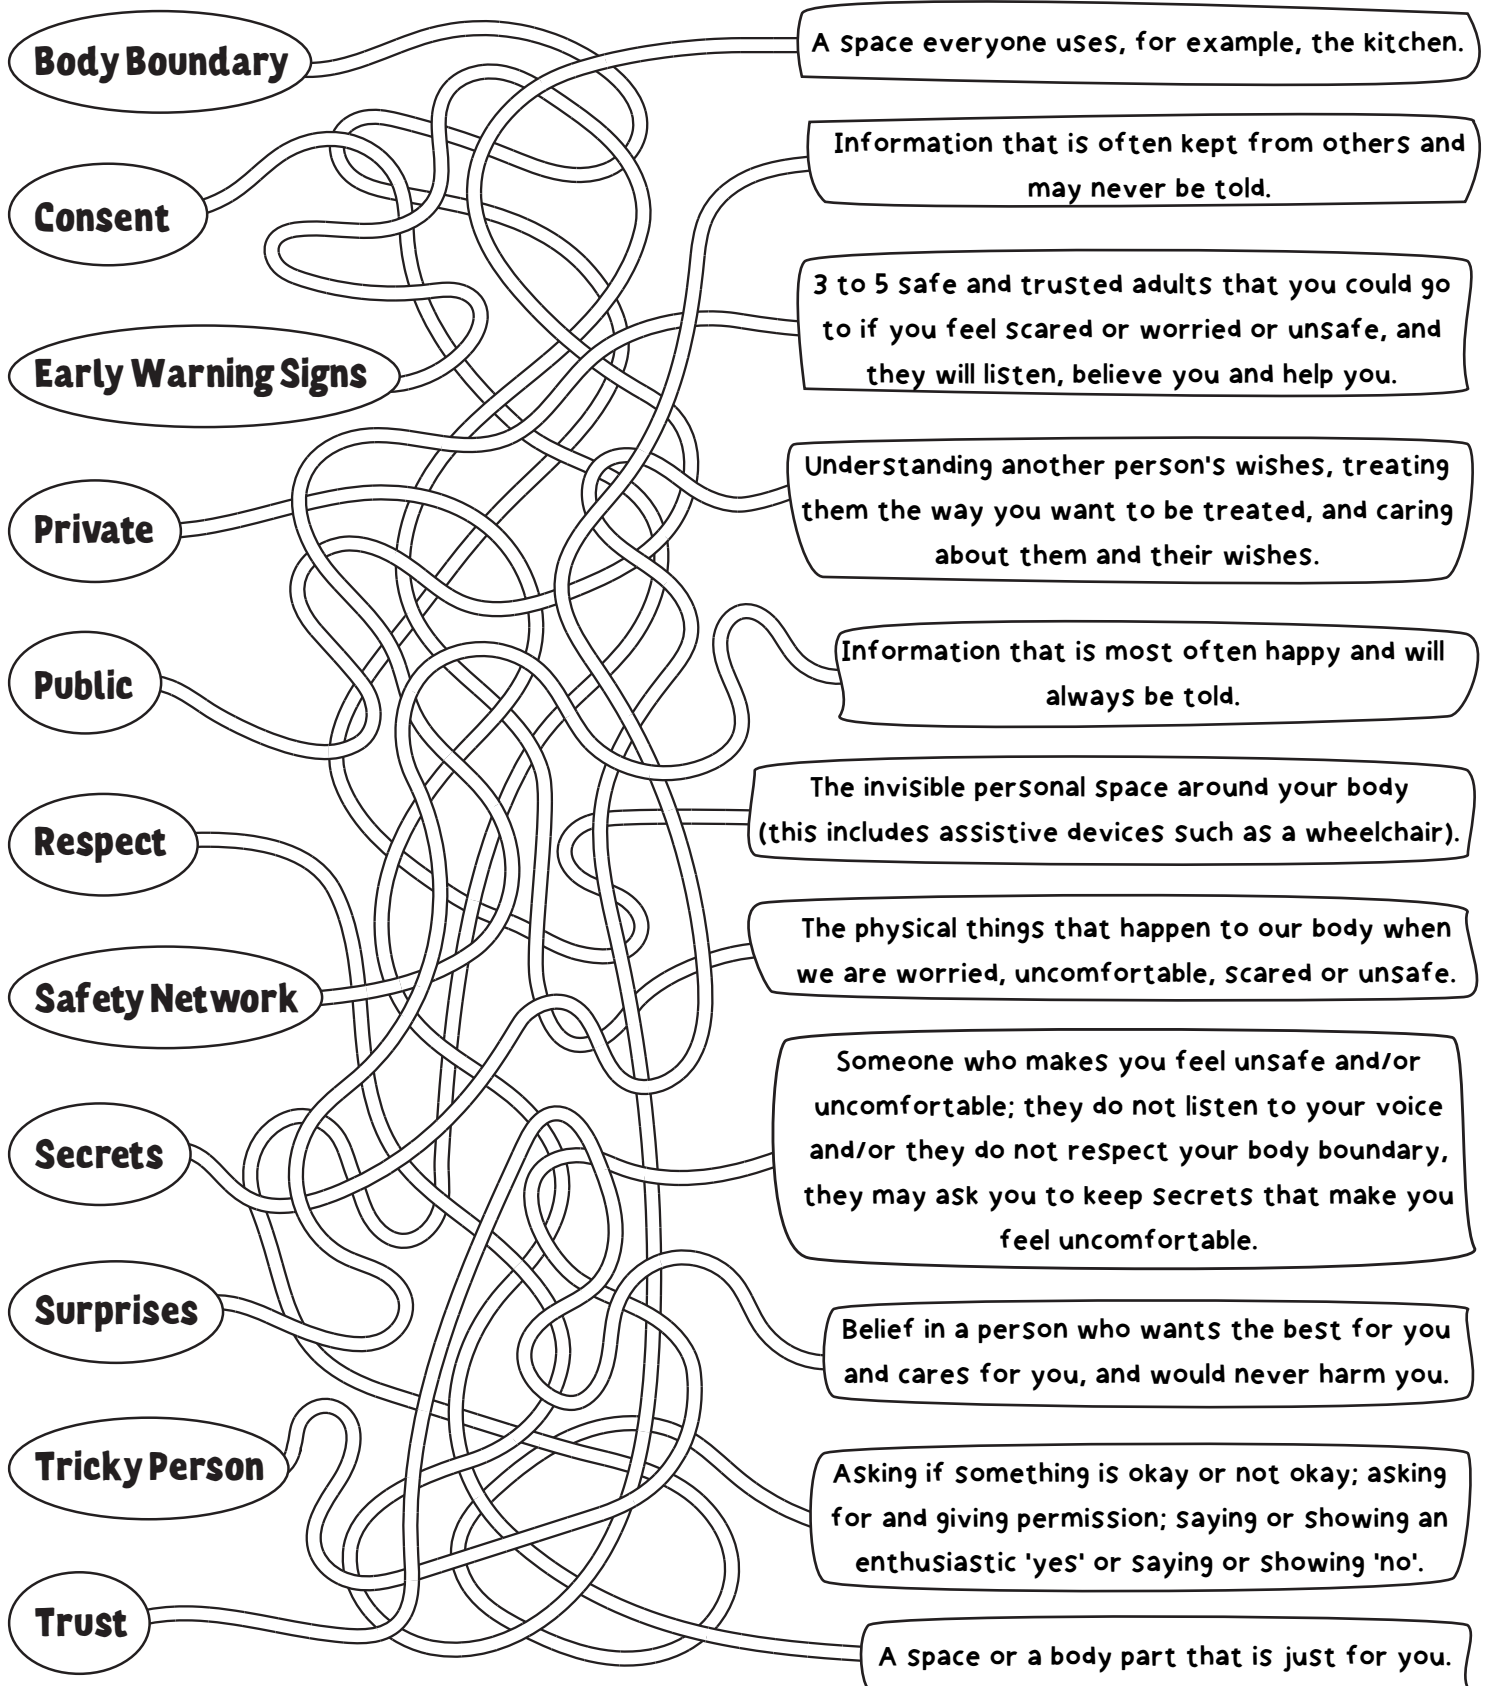 Body Boundary
Consent
Early Warning Signs
Private
Public
Respect
Safety Network
Secrets
Surprises
Tricky Person
Trust
A space everyone uses, for example, the kitchen.
Information that is often kept from others and
may never be told.
3 to 5 safe and trusted adults that you could go
to if you feel scared or worried or unsafe, and
they will listen, believe you and help you.
Understanding another person's wishes, treating
them the way you want to be treated, and caring
about them and their wishes.
Information that is most often happy and will
always be told.
The invisible personal space around your body
(this includes assistive devices such as a wheelchair).
The physical things that happen to our body when
we are worried, uncomfortable, scared or unsafe.
Someone who makes you feel unsafe and/or
uncomfortable; they do not listen to your voice
and/or they do not respect your body boundary,
they may ask you to keep secrets that make you
feel uncomfortable.
Belief in a person who wants the best for you
and cares for you, and would never harm you.
Asking if something is okay or not okay; asking
for and giving permission; saying or showing an
enthusiastic 'yes' or saying or showing 'no'.
A space or a body part that is just for you.